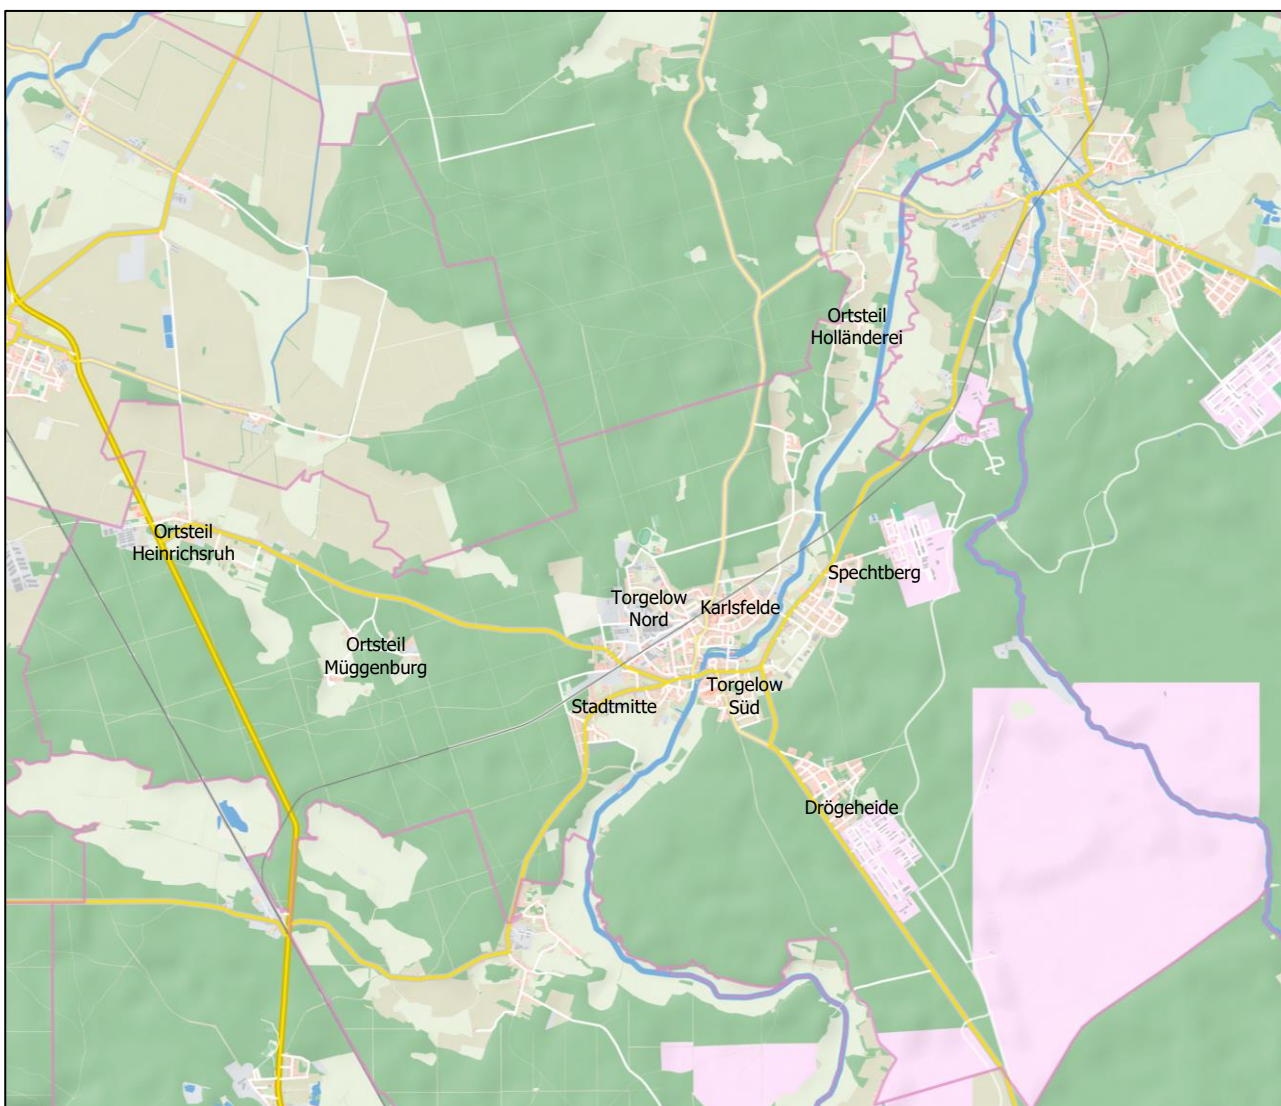 Ortsteil
Holländerei
Ortsteil
Heinrichsruh
Spechtberg
Torgelow
Nord
Karlsfelde
Ortsteil
Müggenburg
Stadtmitte
Torgelow
Süd
Drögeheide